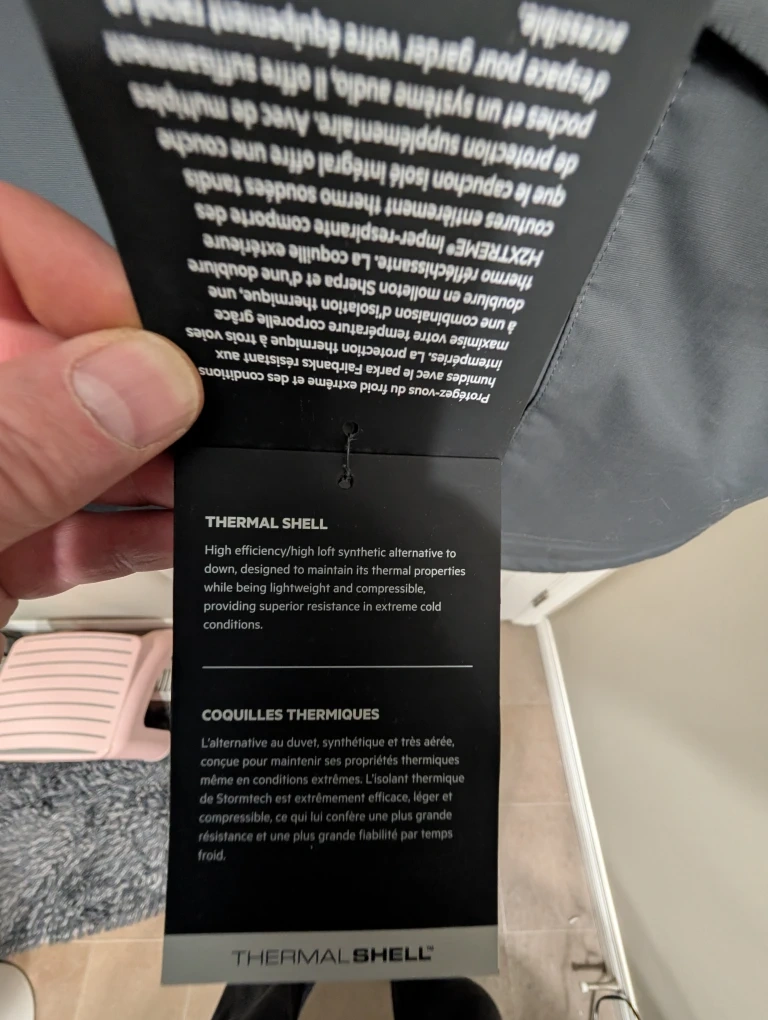 Protégez-vous du froid extrême et des conditions
humides avec le parka Fairbanks résistant aux
intempéries. La protection thermique à trois voies
maximise votre température corporelle grâce
à une combinaison d'isolation thermique, une
doublure en molleton Sherpa et d'une doublure
thermo réfléchissante. La coquille extérieure
H2XTREME® imper-respirante comporte des
coutures entièrement thermo soudées tandis
que le capuchon isolé intégral offre une couche
de protection supplémentaire. Avec de multiples
poches et un système audio, il offre suffisamment
d'espace pour garder votre équipement rangé et
accessible.
THERMAL SHELL
High efficiency/high loft synthetic alternative to
down, designed to maintain its thermal properties
while being lightweight and compressible,
providing superior resistance in extreme cold
conditions.
COQUILLES THERMIQUES
L'alternative au duvet, synthétique et très aérée,
conçue pour maintenir ses propriétés thermiques
même en conditions extrêmes. L'isolant thermique
de Stormtech est extrêmement efficace, léger et
compressible, ce qui lui confère une plus grande
résistance et une plus grande fiabilité par temps
froid.
THERMALSHELL™